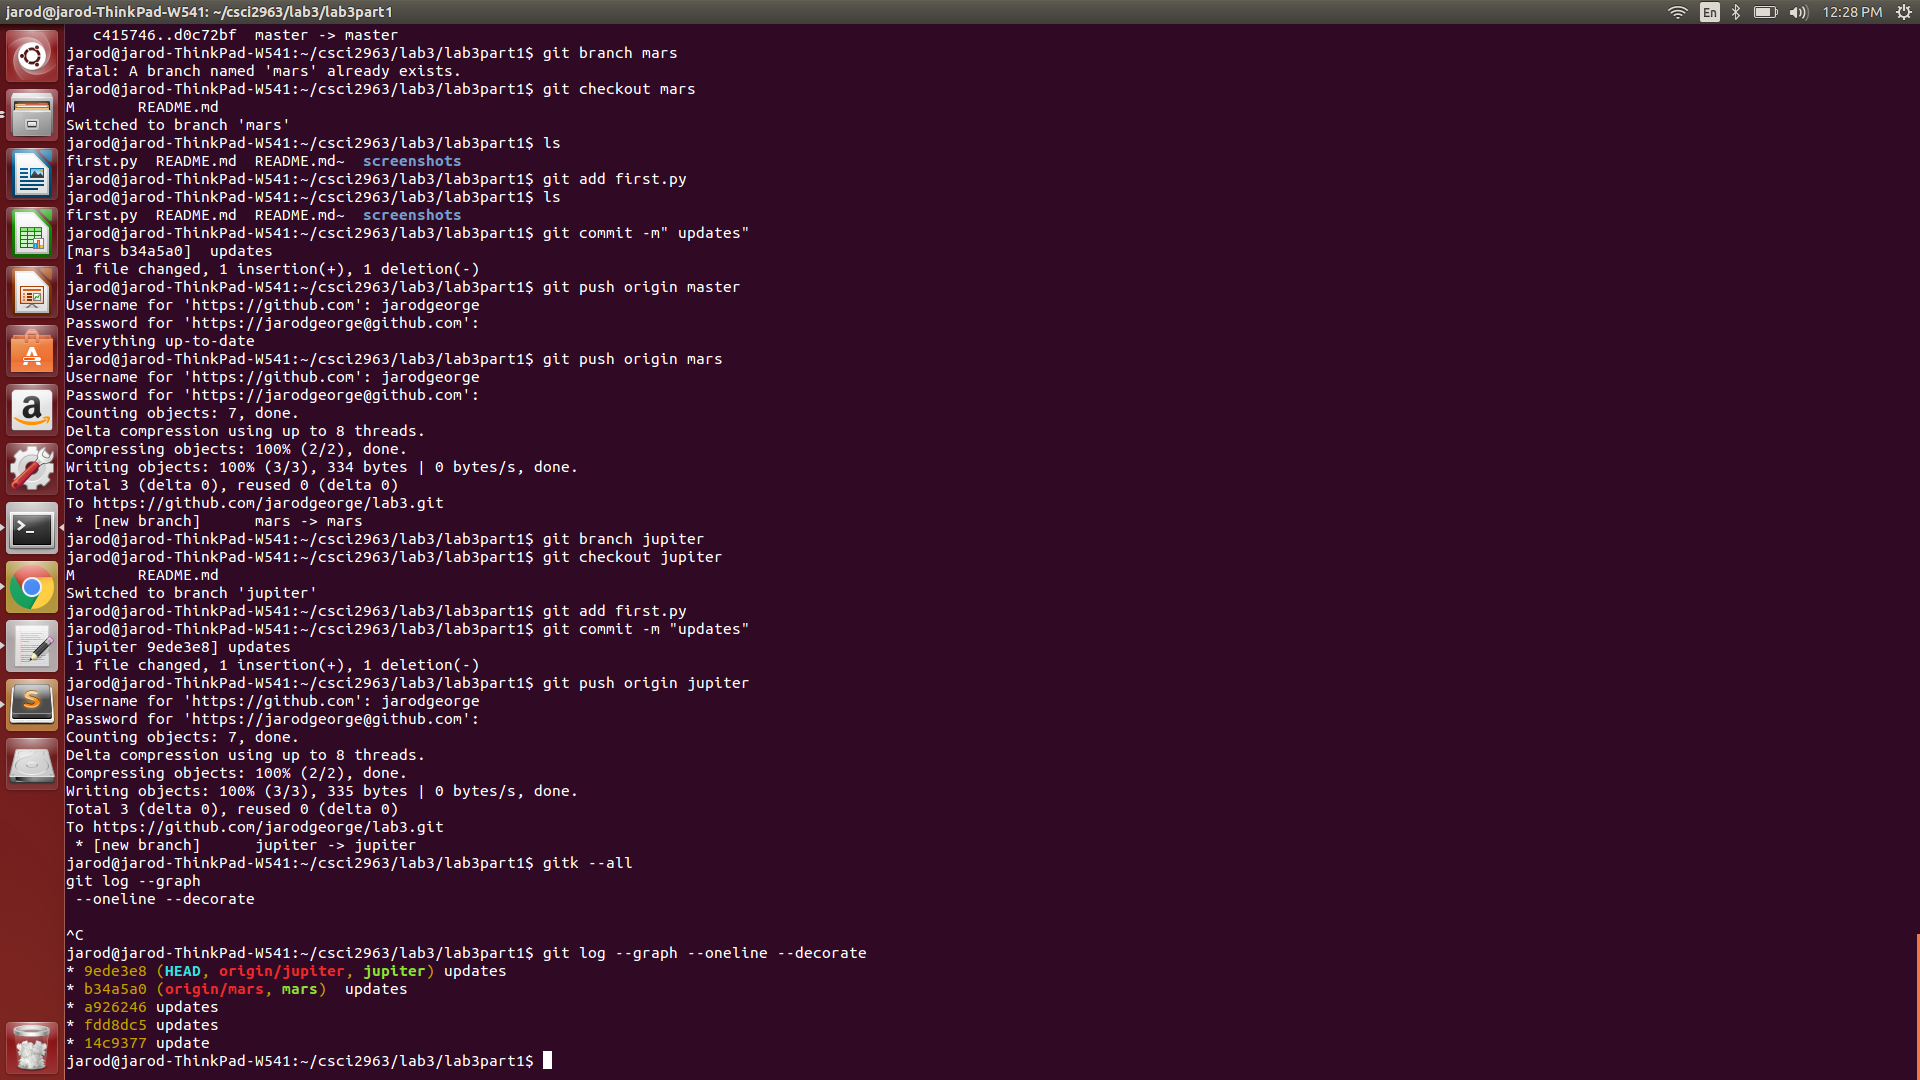 jarod@jarod-ThinkPad-W541: ~/csci2963/lab3/lab3part1
En
12:28 PM
   c415746..d0c72bf  master -> master
jarod@jarod-ThinkPad-W541:~/csci2963/lab3/lab3part1$ git branch mars
fatal: A branch named 'mars' already exists.
jarod@jarod-ThinkPad-W541:~/csci2963/lab3/lab3part1$ git checkout mars
M       README.md
Switched to branch 'mars'
jarod@jarod-ThinkPad-W541:~/csci2963/lab3/lab3part1$ ls
first.py  README.md  README.md~  screenshots
jarod@jarod-ThinkPad-W541:~/csci2963/lab3/lab3part1$ git add first.py
jarod@jarod-ThinkPad-W541:~/csci2963/lab3/lab3part1$ ls
first.py  README.md  README.md~  screenshots
jarod@jarod-ThinkPad-W541:~/csci2963/lab3/lab3part1$ git commit -m" updates"
[mars b34a5a0]  updates
 1 file changed, 1 insertion(+), 1 deletion(-)
jarod@jarod-ThinkPad-W541:~/csci2963/lab3/lab3part1$ git push origin master
Username for 'https://github.com': jarodgeorge
Password for 'https://jarodgeorge@github.com':
Everything up-to-date
jarod@jarod-ThinkPad-W541:~/csci2963/lab3/lab3part1$ git push origin mars
Username for 'https://github.com': jarodgeorge
Password for 'https://jarodgeorge@github.com':
Counting objects: 7, done.
Delta compression using up to 8 threads.
Compressing objects: 100% (2/2), done.
Writing objects: 100% (3/3), 334 bytes | 0 bytes/s, done.
Total 3 (delta 0), reused 0 (delta 0)
To https://github.com/jarodgeorge/lab3.git
 * [new branch]      mars -> mars
jarod@jarod-ThinkPad-W541:~/csci2963/lab3/lab3part1$ git branch jupiter
jarod@jarod-ThinkPad-W541:~/csci2963/lab3/lab3part1$ git checkout jupiter
M       README.md
Switched to branch 'jupiter'
jarod@jarod-ThinkPad-W541:~/csci2963/lab3/lab3part1$ git add first.py
jarod@jarod-ThinkPad-W541:~/csci2963/lab3/lab3part1$ git commit -m "updates"
[jupiter 9ede3e8] updates
 1 file changed, 1 insertion(+), 1 deletion(-)
jarod@jarod-ThinkPad-W541:~/csci2963/lab3/lab3part1$ git push origin jupiter
Username for 'https://github.com': jarodgeorge
Password for 'https://jarodgeorge@github.com':
Counting objects: 7, done.
Delta compression using up to 8 threads.
Compressing objects: 100% (2/2), done.
Writing objects: 100% (3/3), 335 bytes | 0 bytes/s, done.
Total 3 (delta 0), reused 0 (delta 0)
To https://github.com/jarodgeorge/lab3.git
 * [new branch]      jupiter -> jupiter
jarod@jarod-ThinkPad-W541:~/csci2963/lab3/lab3part1$ gitk --all
git log --graph
 --oneline --decorate
^C
jarod@jarod-ThinkPad-W541:~/csci2963/lab3/lab3part1$ git log --graph --oneline --decorate
* 9ede3e8 (HEAD, origin/jupiter, jupiter) updates
* b34a5a0 (origin/mars, mars)  updates
* a926246 updates
* fdd8dc5 updates
* 14c9377 update
jarod@jarod-ThinkPad-W541:~/csci2963/lab3/lab3part1$